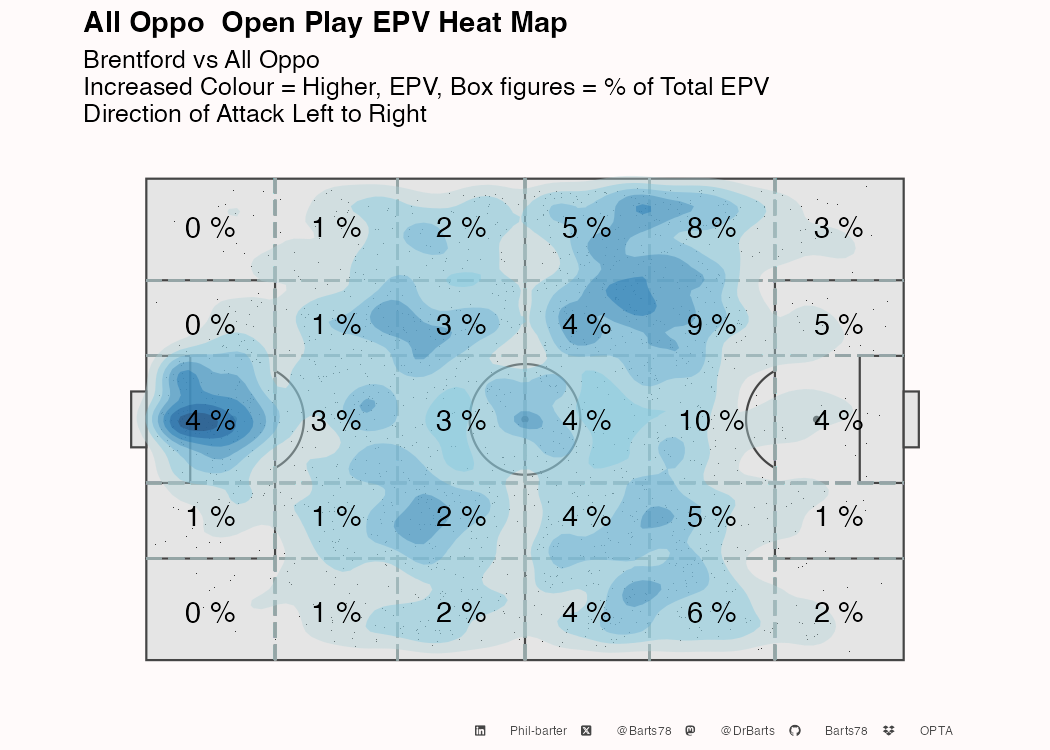 All Oppo  Open Play EPV Heat Map
Brentford vs All Oppo
Increased Colour = Higher, EPV, Box figures = % of Total EPV
Direction of Attack Left to Right
0 % 1 % 2 % 5 % 8 % 3 %
0 % 1 % 3 % 4 % 9 % 5 %
4 % 3 % 3 % 4 % 10 % 4 %
1 % 1 % 2 % 4 % 5 % 1 %
0 % 1 % 2 % 4 % 6 % 2 %
Phil-barter @Barts78 @DrBarts Barts78 OPTA